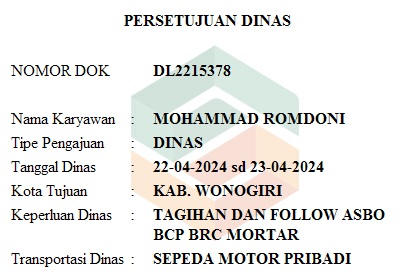 PERSETUJUAN DINAS
NOMOR DOK DL2215378
Nama Karyawan : MOHAMMAD ROMDONI
Tipe Pengajuan : DINAS
Tanggal Dinas : 22-04-2024 sd 23-04-2024
Kota Tujuan : KAB. WONOGIRI
Keperluan Dinas : TAGIHAN DAN FOLLOW ASBO
BCP BRC MORTAR
Transportasi Dinas : SEPEDA MOTOR PRIBADI